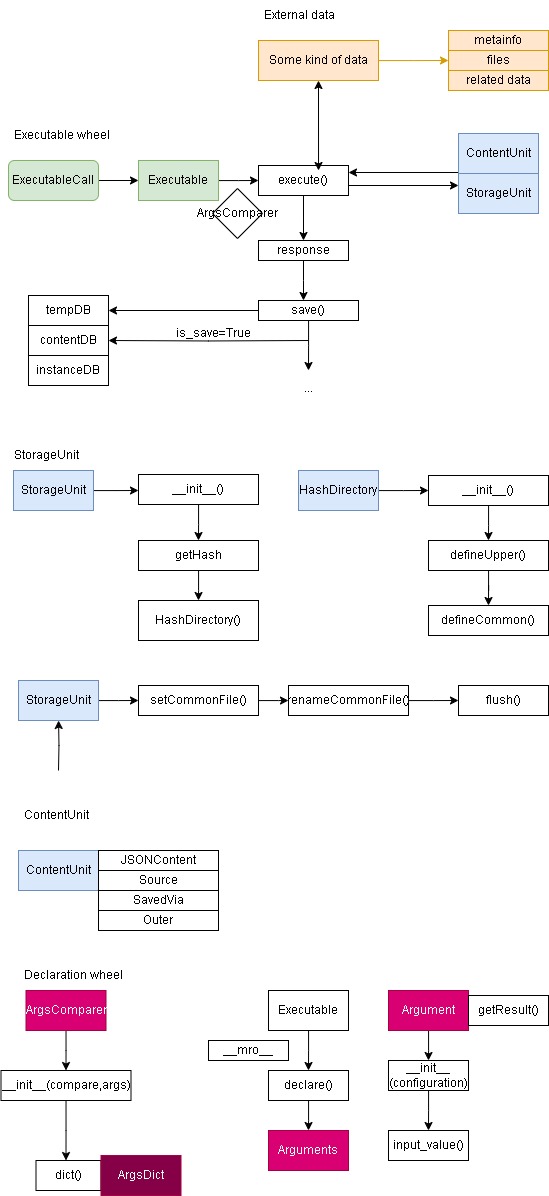 External data
Some kind of data
metainfo
files
related data
Executable wheel
ExecutableCall
Executable
execute()
ContentUnit
StorageUnit
ArgsComparer
response
save()
tempDB
contentDB
instanceDB
is_save=True
...
StorageUnit
StorageUnit
__init__()
getHash
HashDirectory()
HashDirectory
__init__()
defineUpper()
defineCommon()
StorageUnit
setCommonFile()
renameCommonFile()
flush()
ContentUnit
ContentUnit
JSONContent
Source
SavedVia
Outer
Declaration wheel
ArgsComparer
__init__(compare,args)
dict()
ArgsDict
Executable
__mro__
declare()
Arguments
Argument
getResult()
__init__
(configuration)
input_value()